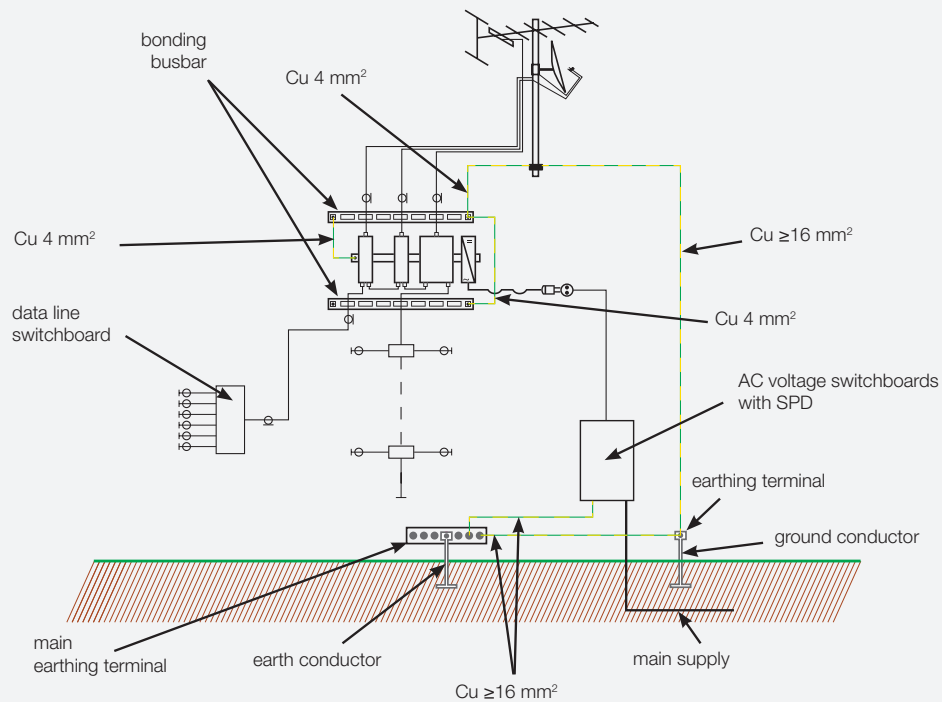 bonding
busbar
Cu 4 mm²
Cu 4 mm²
Cu ≥16 mm²
data line
switchboard
Cu 4 mm²
AC voltage switchboards
with SPD
earthing terminal
ground conductor
main
earthing terminal
earth conductor
main supply
Cu ≥16 mm²